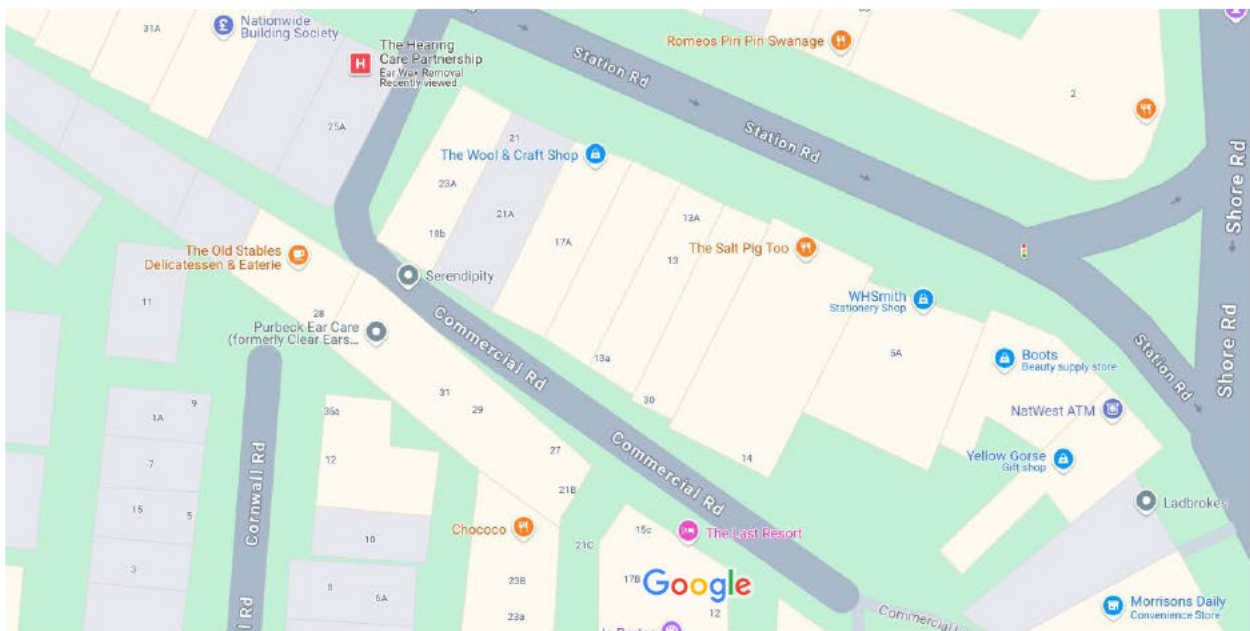 31A
Nationwide
Building Society
The Hearing
Care Partnership
Ear Wax Removal
Recently viewed
25A
Station Rd
Romeos Piri Piri Swanage
2
Station Rd
Shore Rd
21
The Wool & Craft Shop
23A
21A
18b
17A
13A
13
The Salt Pig Too
The Old Stables
Delicatessen & Eaterie
Serendipity
11
28
Purbeck Ear Care
(formerly Clear Ears...
Commercial Rd
WHSmith
Stationery Shop
Boots
Beauty supply store
Station Rd
Shore Rd
13a
30
31
29
NatWest ATM
9
1A
35a
12
7
27
14
Yellow Gorse
Gift shop
Commercial Rd
21B
Ladbrokes
15
5
Cornwall Rd
10
Chococo
21C
15c
The Last Resort
3
8
6A
23B
17B
Google
23a
12
Commercial
Morrisons Daily
Convenience Store